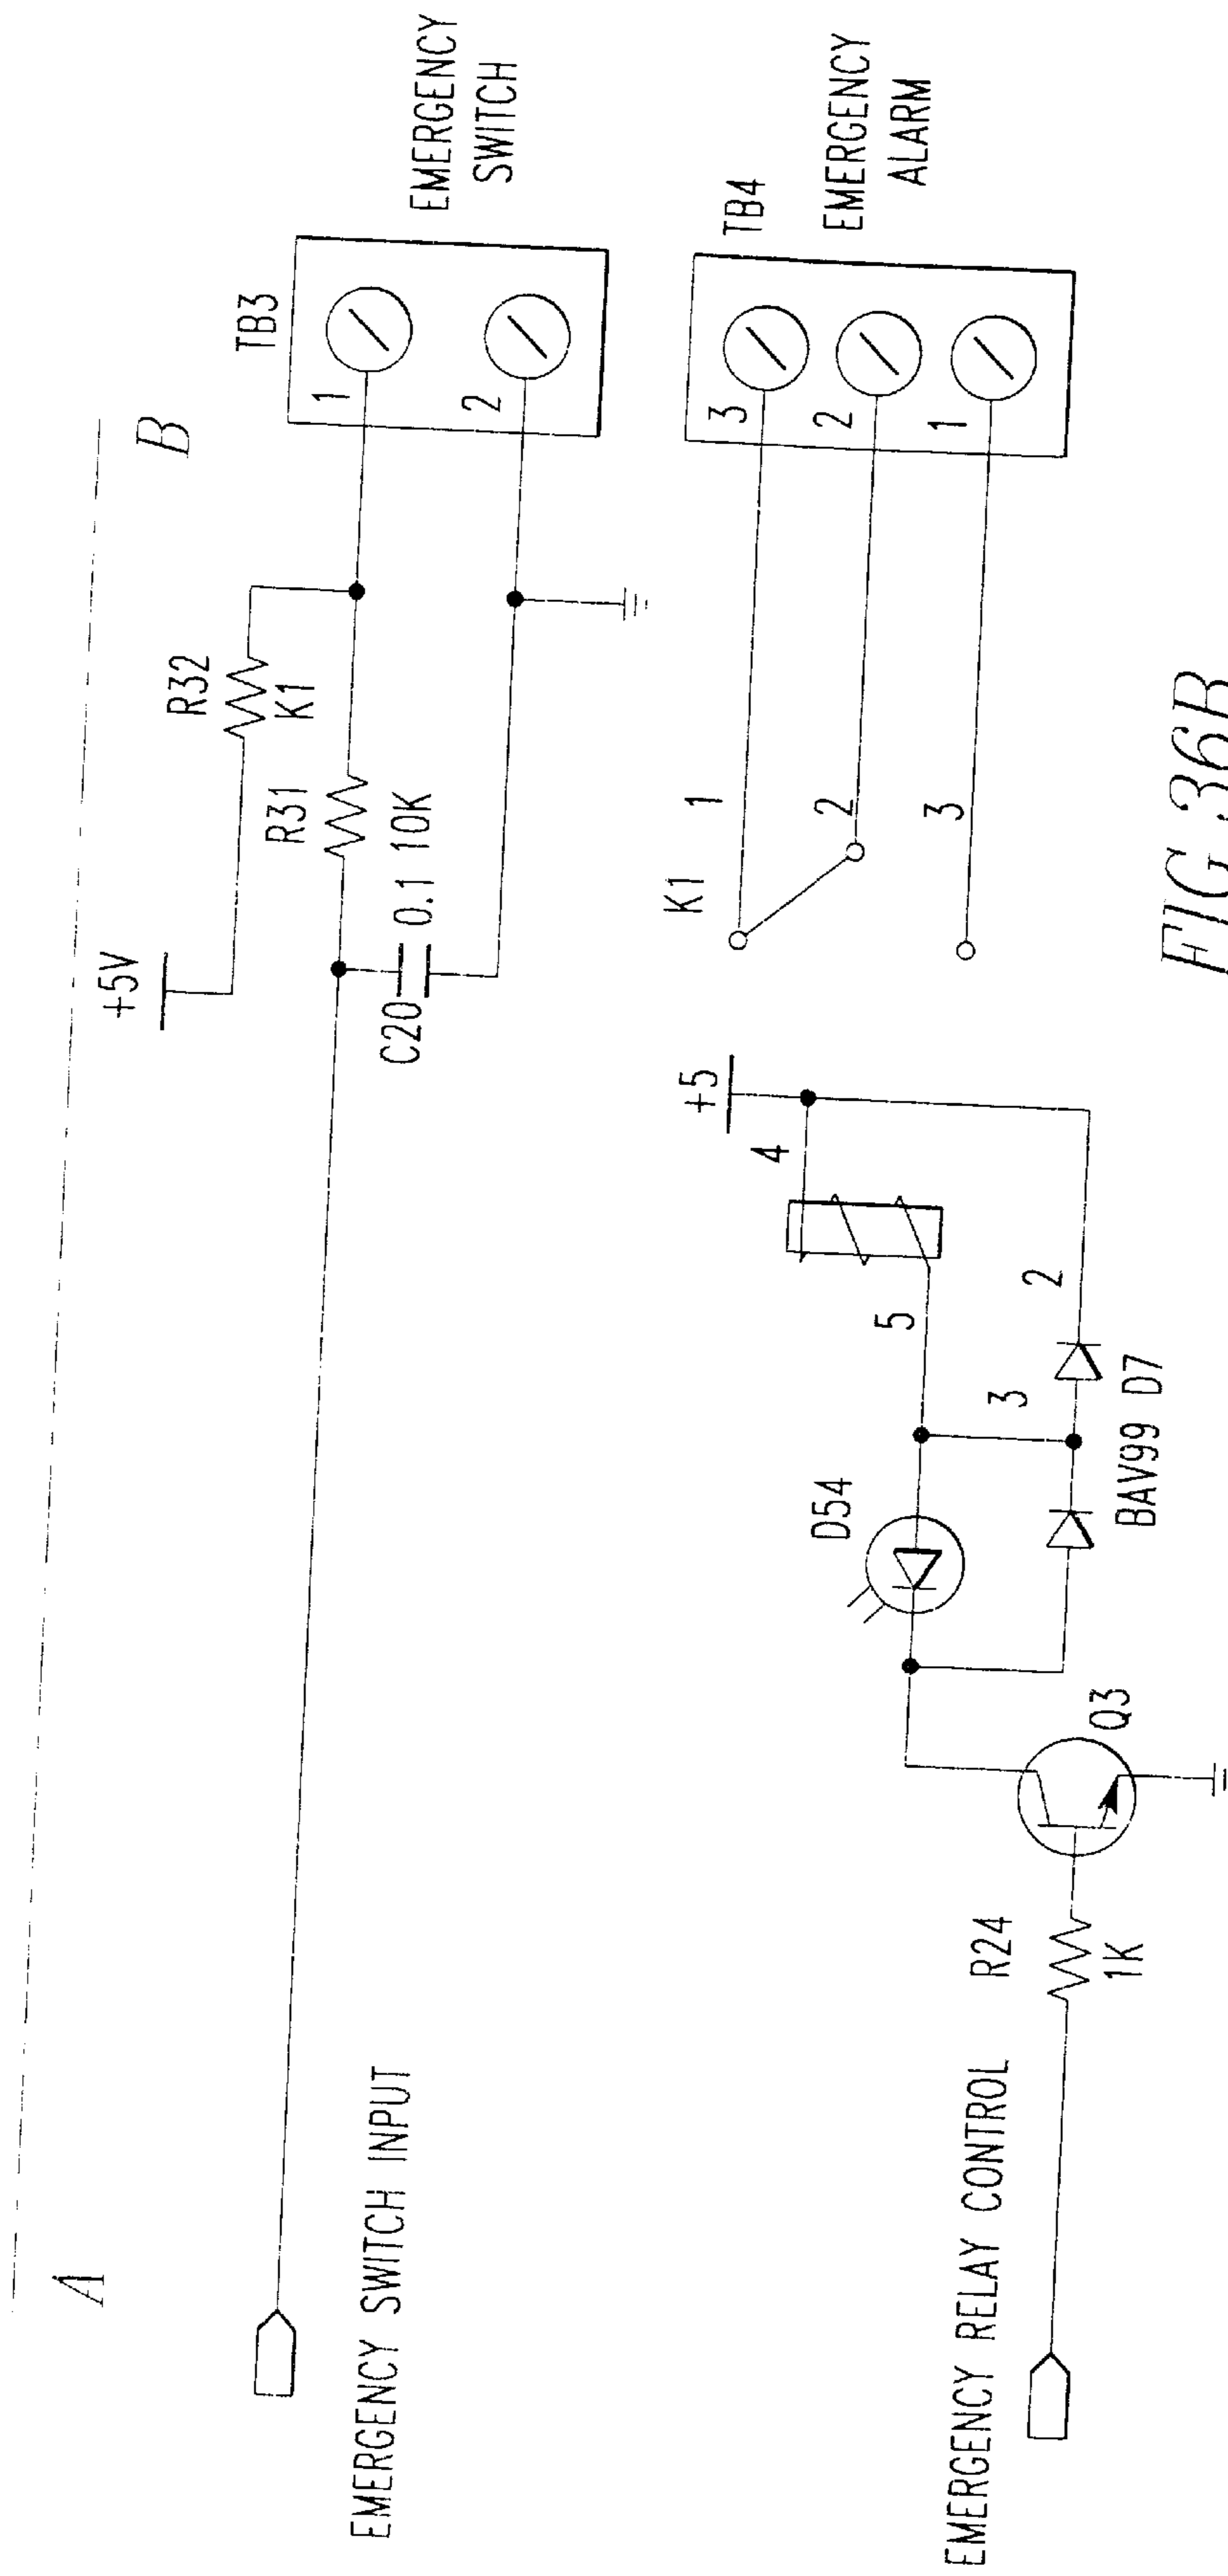 A
B
+5V
R32
K1
TB3
1
2
EMERGENCY
SWITCH
R31
C20
0.1 10K
EMERGENCY SWITCH INPUT
+5
4
5
K1
1
2
3
TB4
3
2
1
EMERGENCY
ALARM
D54
3
2
BAV99 D7
Q3
R24
1K
EMERGENCY RELAY CONTROL
FIG.36B